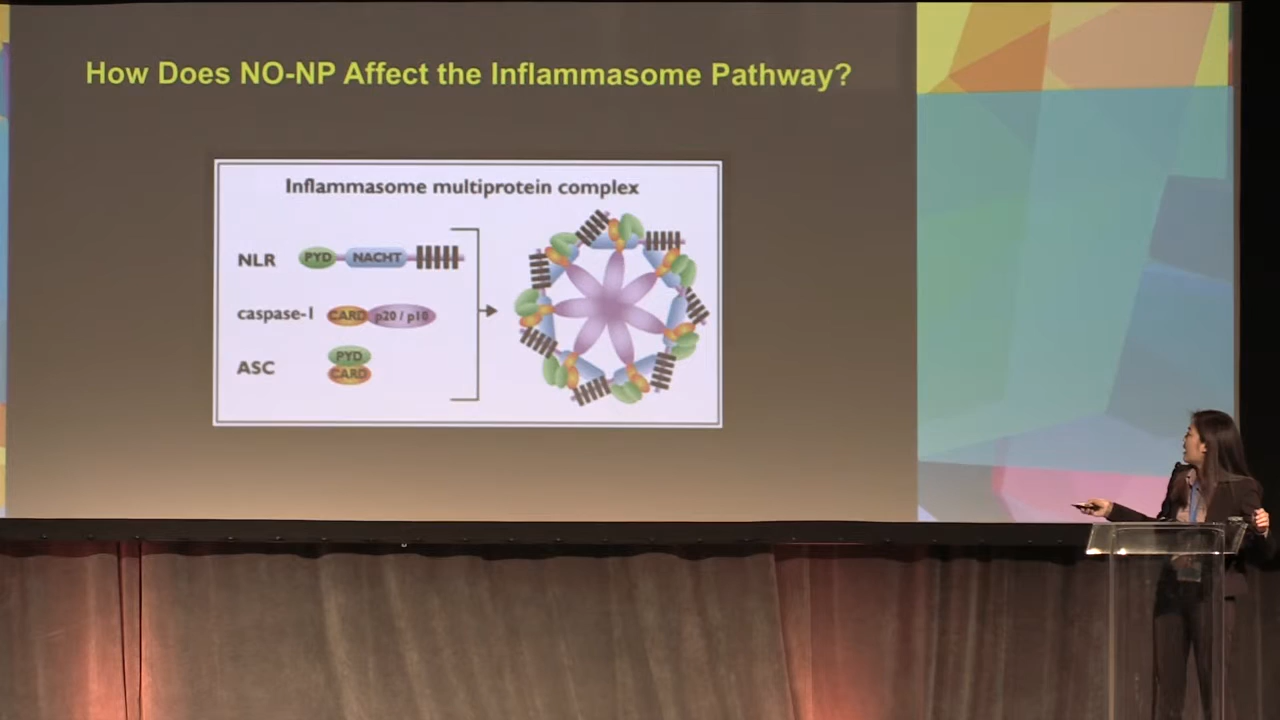 How Does NO-NP Affect the Inflammasome Pathway?
Inflammasome multiprotein complex
NLR PYD NACHT
caspase-1 CARD p20 / p10
ASC PYD
CARD